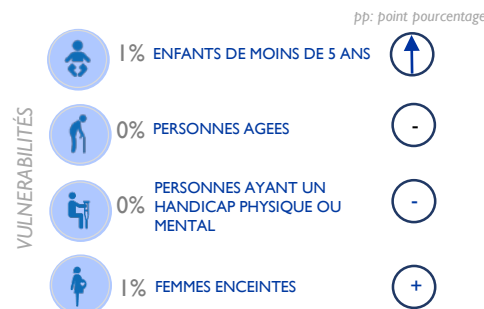 pp: point pourcentage
VULNERABILITÉS
1% ENFANTS DE MOINS DE 5 ANS
0% PERSONNES AGEES -
0% PERSONNES AYANT UN
HANDICAP PHYSIQUE OU
MENTAL -
1% FEMMES ENCEINTES +